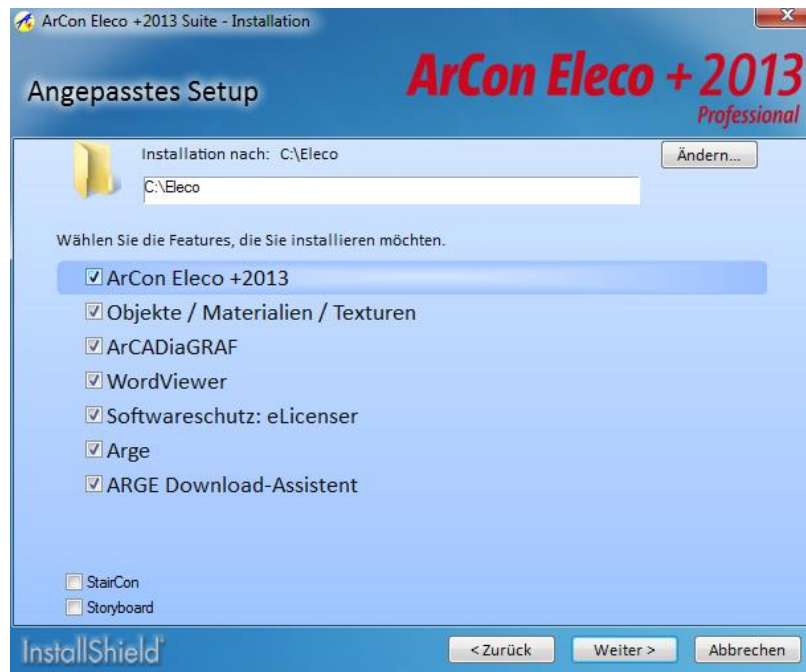 ArCon Eleco +2013 Suite - Installation
Angepasstes Setup
ArCon Eleco + 2013
Professional
Installation nach: C:\Eleco
Ändern...
C:\Eleco
Wählen Sie die Features, die Sie installieren möchten.
ArCon Eleco +2013
Objekte / Materialien / Texturen
ArCADiaGRAF
WordViewer
Softwareschutz: eLicenser
Arge
ARGE Download-Assistent
StairCon
Storyboard
InstallShield
< Zurück
Weiter >
Abbrechen